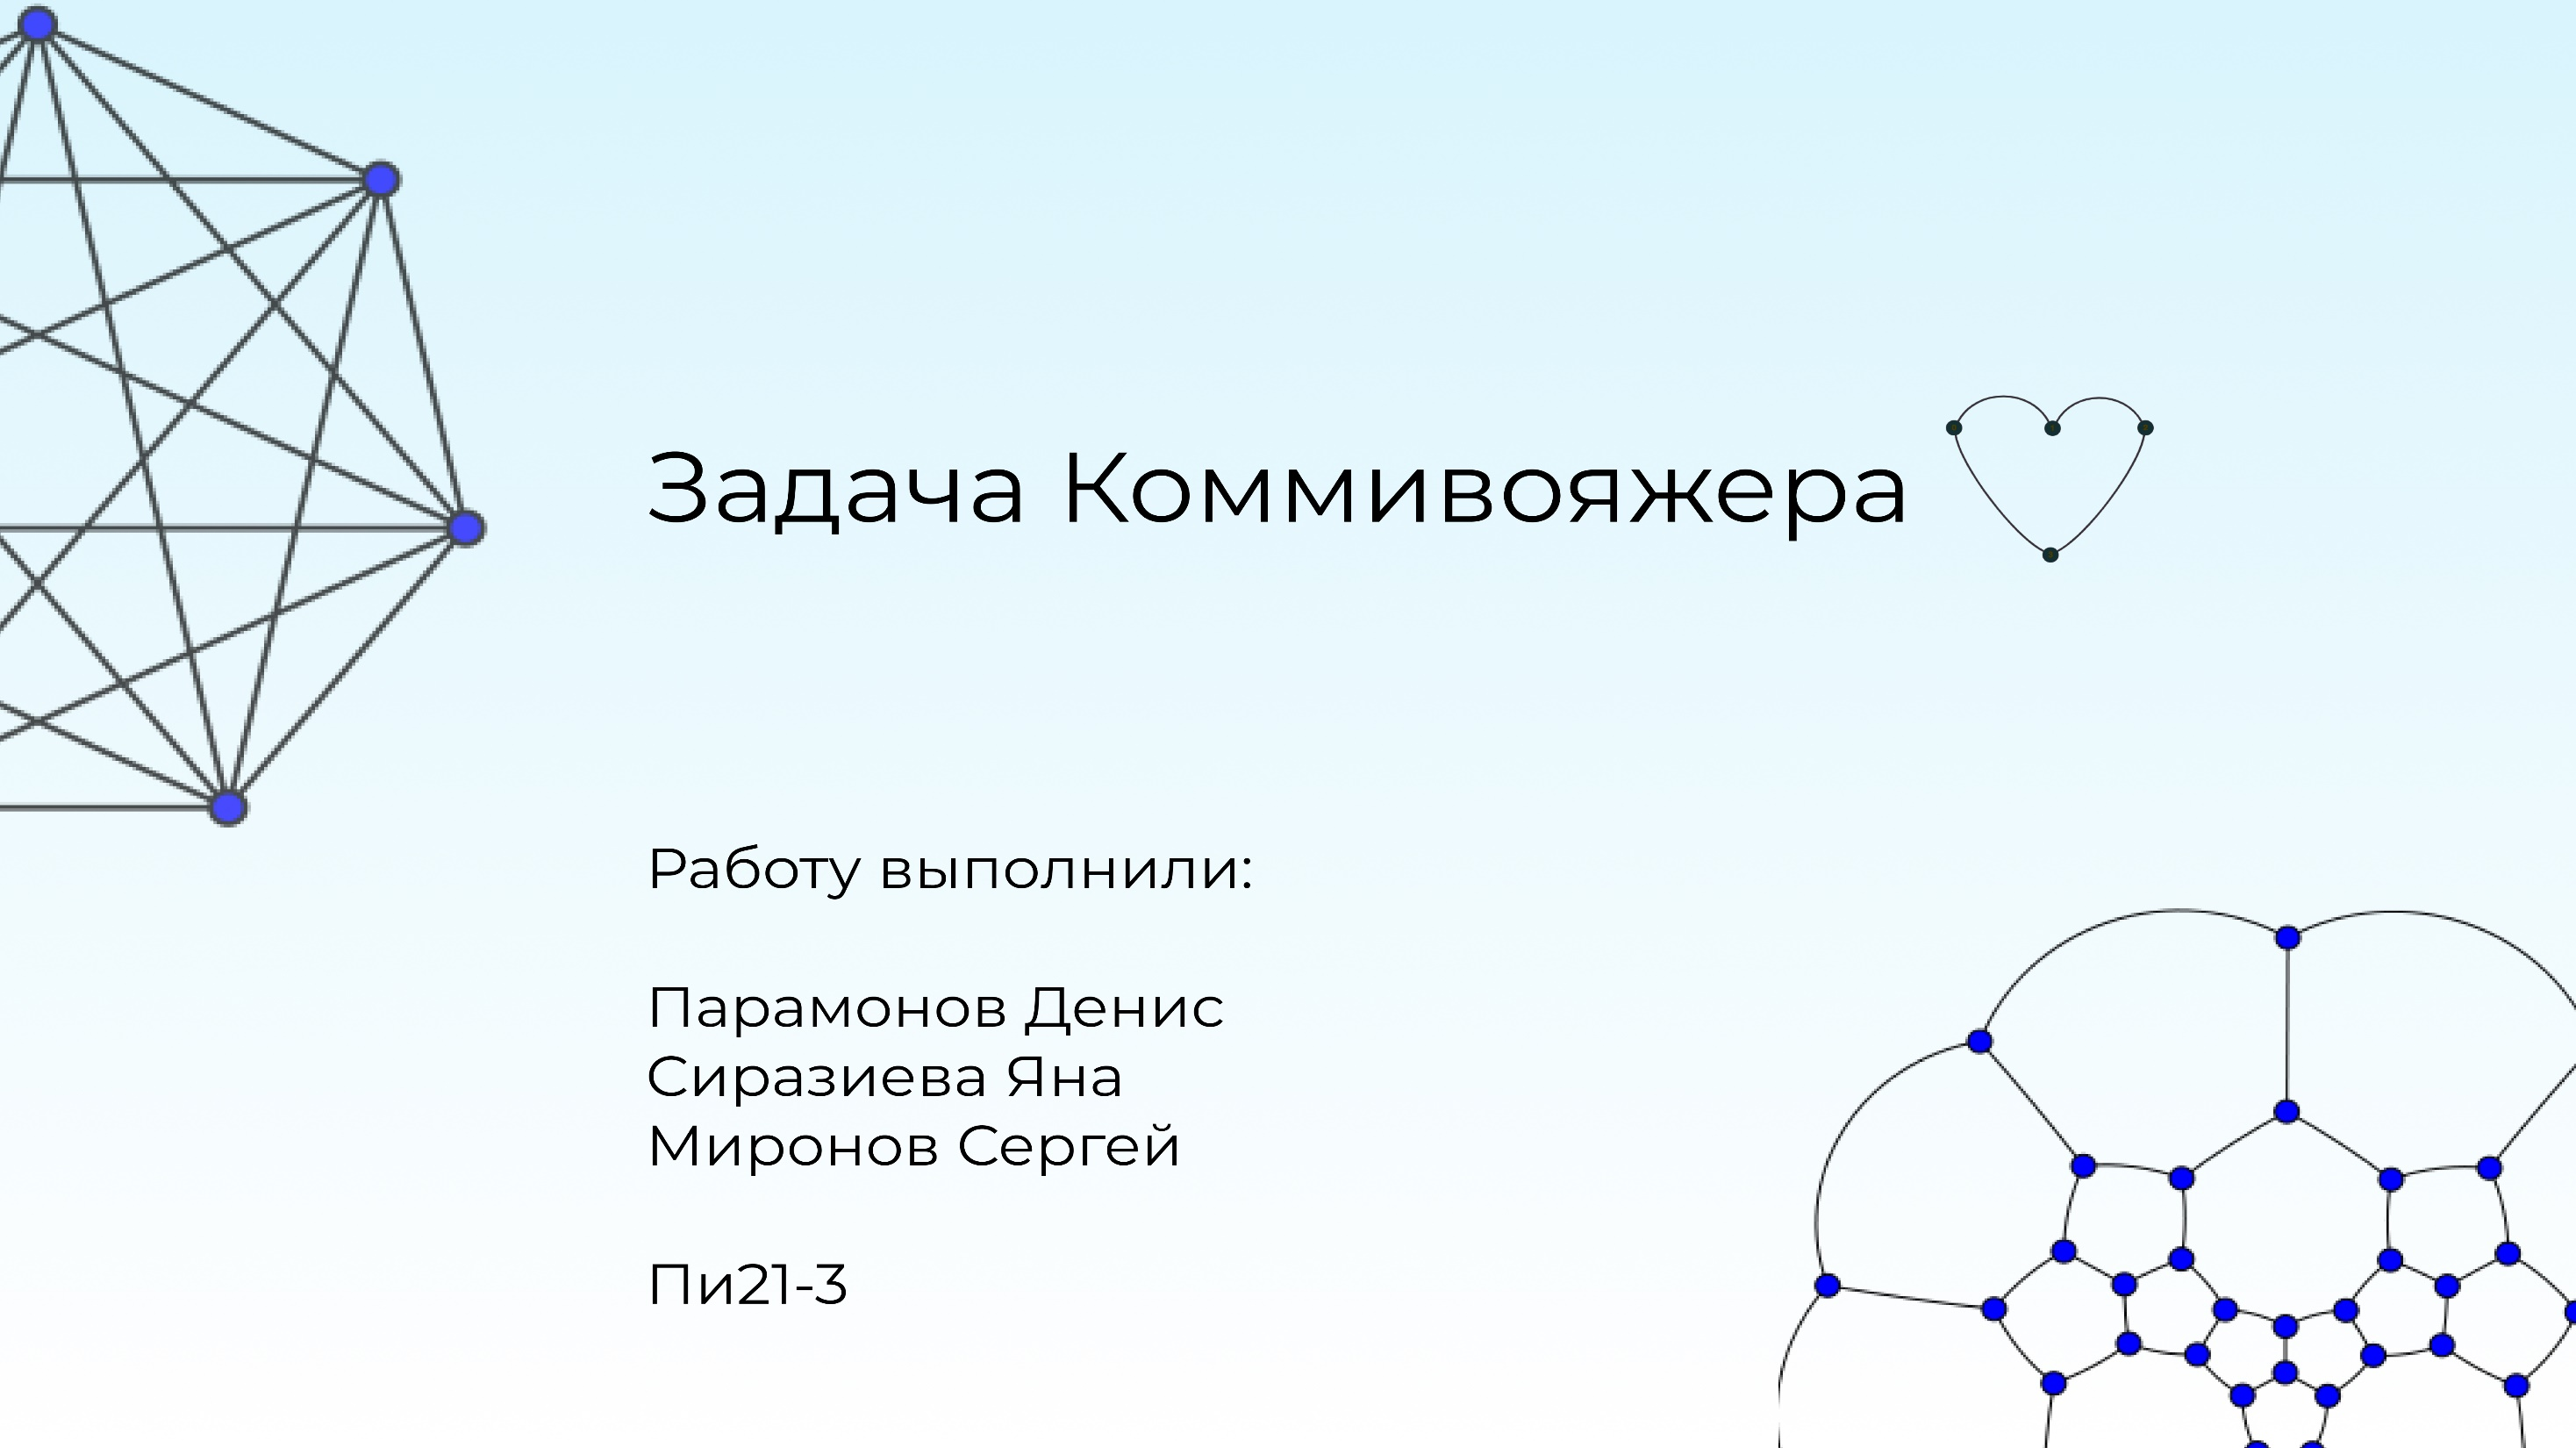 Задача Коммивояжера
Работу выполнили:
Парамонов Денис
Сиразиева Яна
Миронов Сергей
Пи21-3